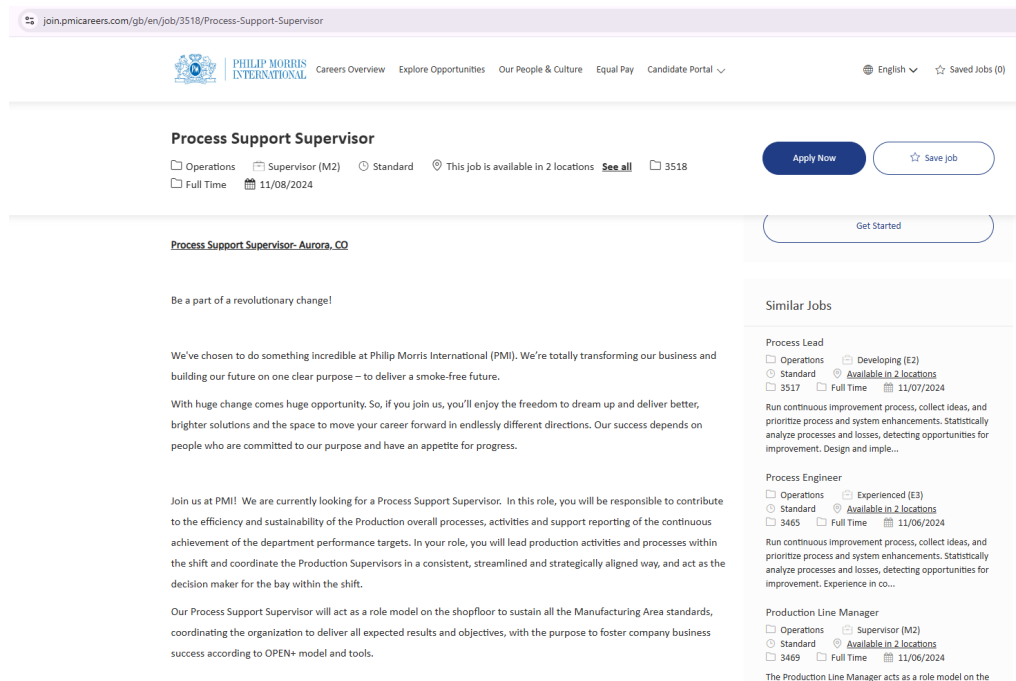 join.pmicareers.com/gb/en/job/3518/Process-Support-Supervisor
PHILIP MORRIS
INTERNATIONAL
Careers Overview Explore Opportunities Our People & Culture Equal Pay Candidate Portal
English Saved Jobs (0)
Process Support Supervisor
Operations Supervisor (M2) Standard This job is available in 2 locations See all 3518
Full Time 11/08/2024
Apply Now
Save job
Get Started
Process Support Supervisor- Aurora, CO
Be a part of a revolutionary change!
We've chosen to do something incredible at Philip Morris International (PMI). We're totally transforming our business and
building our future on one clear purpose – to deliver a smoke-free future.
With huge change comes huge opportunity. So, if you join us, you'll enjoy the freedom to dream up and deliver better,
brighter solutions and the space to move your career forward in endlessly different directions. Our success depends on
people who are committed to our purpose and have an appetite for progress.
Join us at PMI! We are currently looking for a Process Support Supervisor. In this role, you will be responsible to contribute
to the efficiency and sustainability of the Production overall processes, activities and support reporting of the continuous
achievement of the department performance targets. In your role, you will lead production activities and processes within
the shift and coordinate the Production Supervisors in a consistent, streamlined and strategically aligned way, and act as the
decision maker for the bay within the shift.
Our Process Support Supervisor will act as a role model on the shopfloor to sustain all the Manufacturing Area standards,
coordinating the organization to deliver all expected results and objectives, with the purpose to foster company business
success according to OPEN+ model and tools.
Similar Jobs
Process Lead
Operations Developing (E2)
Standard Available in 2 locations
3517 Full Time 11/07/2024
Run continuous improvement process, collect ideas, and
prioritize process and system enhancements. Statistically
analyze processes and losses, detecting opportunities for
improvement. Design and imple...
Process Engineer
Operations Experienced (E3)
Standard Available in 2 locations
3465 Full Time 11/06/2024
Run continuous improvement process, collect ideas, and
prioritize process and system enhancements. Statistically
analyze processes and losses, detecting opportunities for
improvement. Experience in co...
Production Line Manager
Operations Supervisor (M2)
Standard Available in 2 locations
3469 Full Time 11/06/2024
The Production Line Manager acts as a role model on the